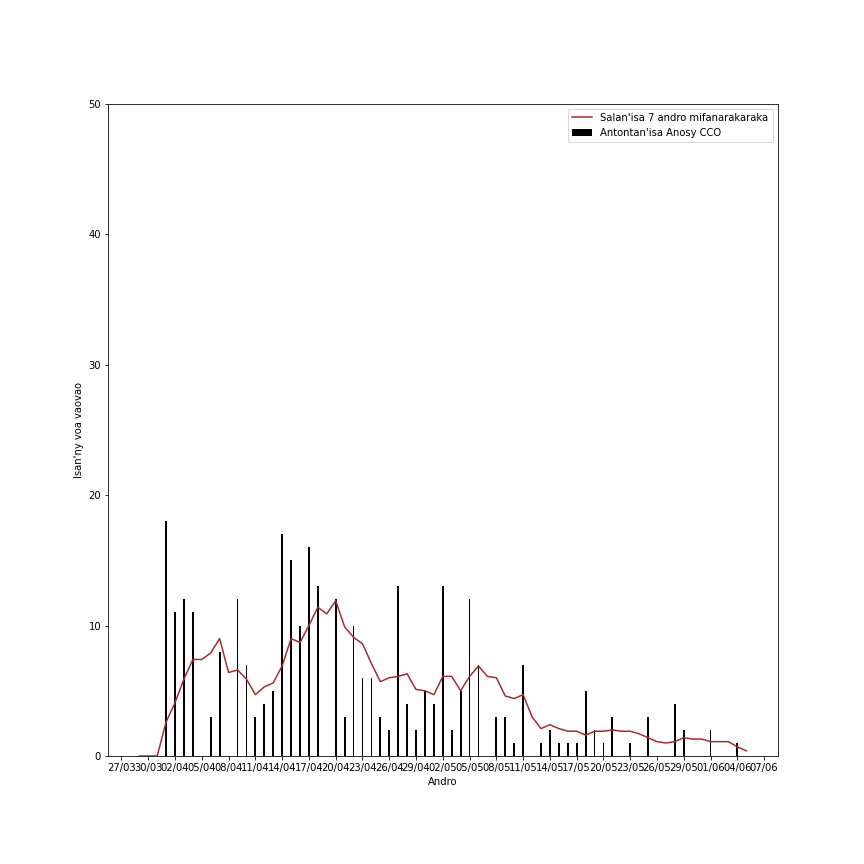 Salan'isa 7 andro mifanarakaraka
Antontan'isa Anosy CCO
50
40
30
20
10
0
Isan'ny voa vaovao
27/03 30/03 02/04 05/04 08/04 11/04 14/04 17/04 20/04 23/04 26/04 29/04 02/05 05/05 08/05 11/05 14/05 17/05 20/05 23/05 26/05 29/05 01/06 04/06 07/06
Andro